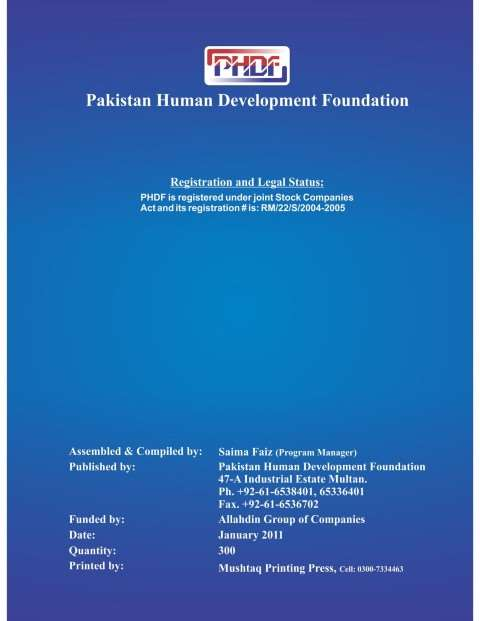 PHDF
Pakistan Human Development Foundation
Registration and Legal Status:
PHDF is registered under joint Stock Companies
Act and its registration # is: RM/22/S/2004-2005
Assembled & Compiled by: Saima Faiz (Program Manager)
Published by: Pakistan Human Development Foundation
47-A Industrial Estate Multan.
Ph. +92-61-6538401, 65336401
Fax. +92-61-6536702
Funded by: Allahdin Group of Companies
Date: January 2011
Quantity: 300
Printed by: Mushtaq Printing Press, Cell: 0300-7334463